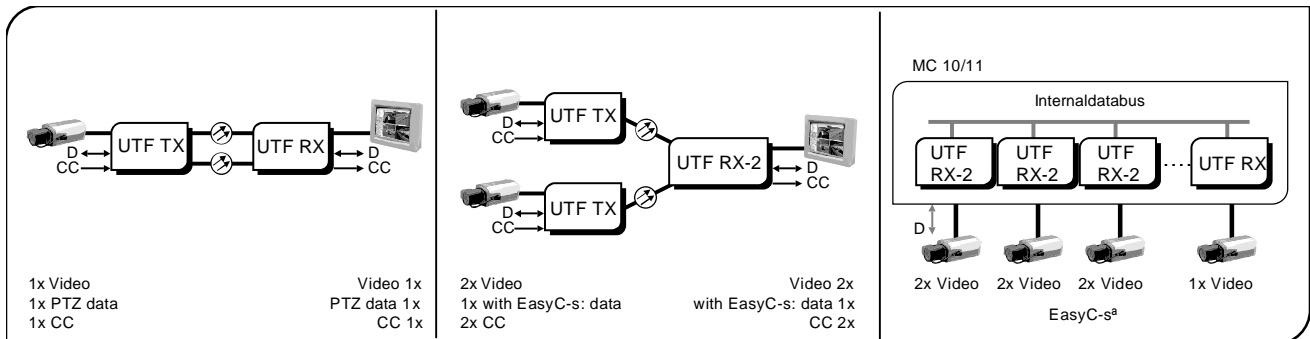 D
CC
UTF TX
UTF RX
D
CC
1x Video
1x PTZ data
1x CC
Video 1x
PTZ data 1x
CC 1x
D
CC
UTF TX
D
CC
UTF TX
UTF RX-2
D
CC
2x Video
1x with EasyC-s: data
2x CC
Video 2x
with EasyC-s: data 1x
CC 2x
MC 10/11
Internaldatabus
UTF
RX-2
UTF
RX-2
UTF
RX-2
UTF RX
D
2x Video
2x Video
2x Video
1x Video
EasyC-sª